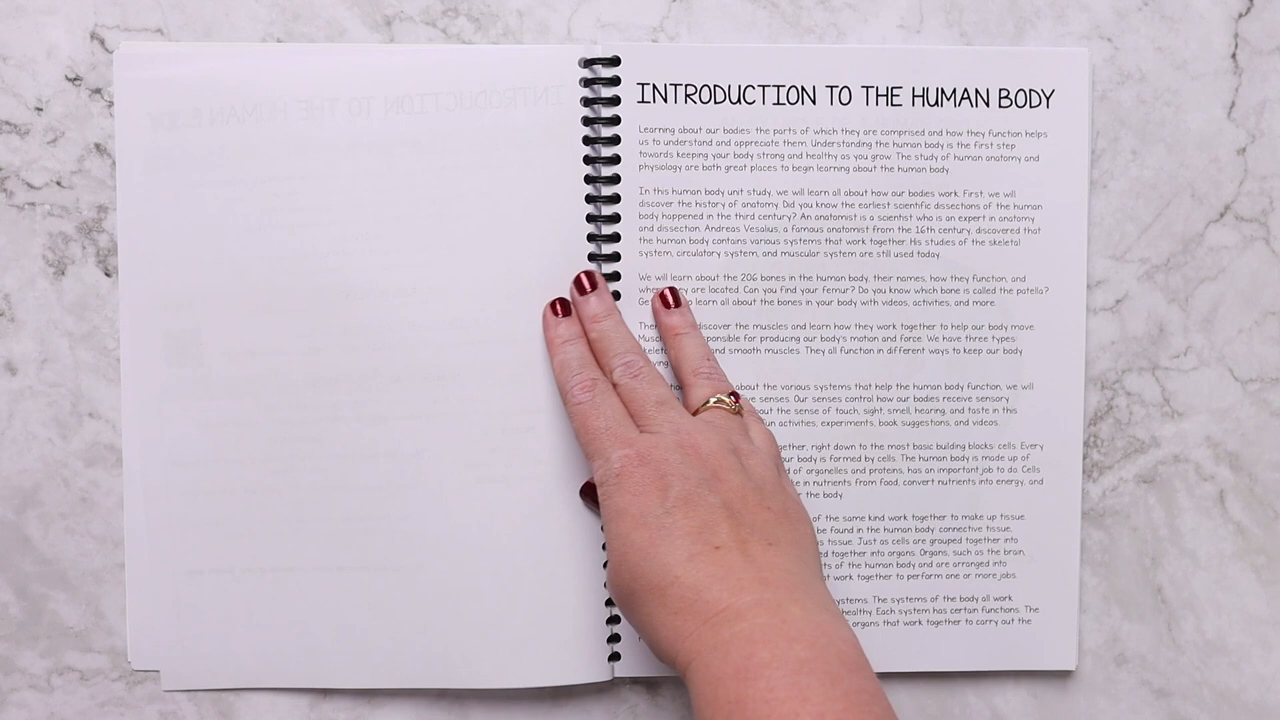 INTRODUCTION TO THE HUMAN BODY
Learning about our bodies: the parts of which they are comprised and how they function helps
us to understand and appreciate them. Understanding the human body is the first step
towards keeping your body strong and healthy as you grow. The study of human anatomy and
physiology are both great places to begin learning about the human body.
In this human body unit study, we will learn all about how our bodies work. First, we will
discover the history of anatomy. Did you know the earliest scientific dissections of the human
body happened in the third century? An anatomist is a scientist who is an expert in anatomy
and dissection. Andreas Vesalius, a famous anatomist from the 16th century, discovered that
the human body contains various systems that work together. His studies of the skeletal
system, circulatory system, and muscular system are still used today.
We will learn about the 206 bones in the human body, their names, how they function, and
are located. Can you find your femur? Do you know which bone is called the patella?
learn all about the bones in your body with videos, activities, and more.
discover the muscles and learn how they work together to help our body move.
for producing our body's motion and force. We have three types:
and smooth muscles. They all function in different ways to keep our body
about the various systems that help the human body function, we will
senses. Our senses control how our bodies receive sensory
the sense of touch, sight, smell, hearing, and taste in this
activities, experiments, book suggestions, and videos.
right down to the most basic building blocks: cells. Every
body is formed by cells. The human body is made up of
of organelles and proteins, has an important job to do. Cells
in nutrients from food, convert nutrients into energy, and
the body.
of the same kind work together to make up tissue.
be found in the human body: connective tissue,
tissue. Just as cells are grouped together into
together into organs. Organs, such as the brain,
of the human body and are arranged into
work together to perform one or more jobs.
The systems of the body all work
healthy. Each system has certain functions. The
organs that work together to carry out the